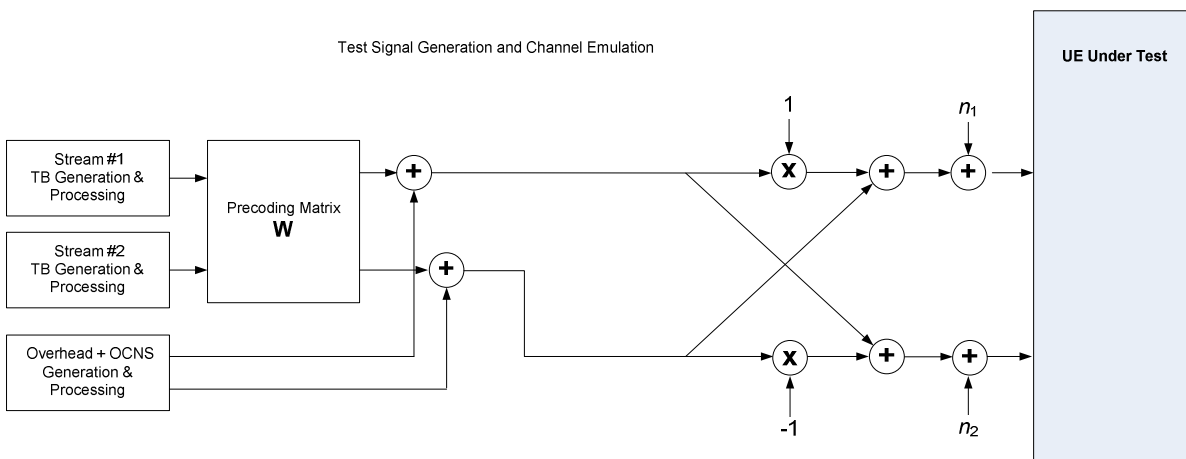 Test Signal Generation and Channel Emulation
UE Under Test
1
n1
Stream #1
TB Generation &
Processing
Precoding Matrix
W
+
x
+
+
Stream #2
TB Generation &
Processing
+
Overhead + OCNS
Generation &
Processing
x
+
+
-1
n2